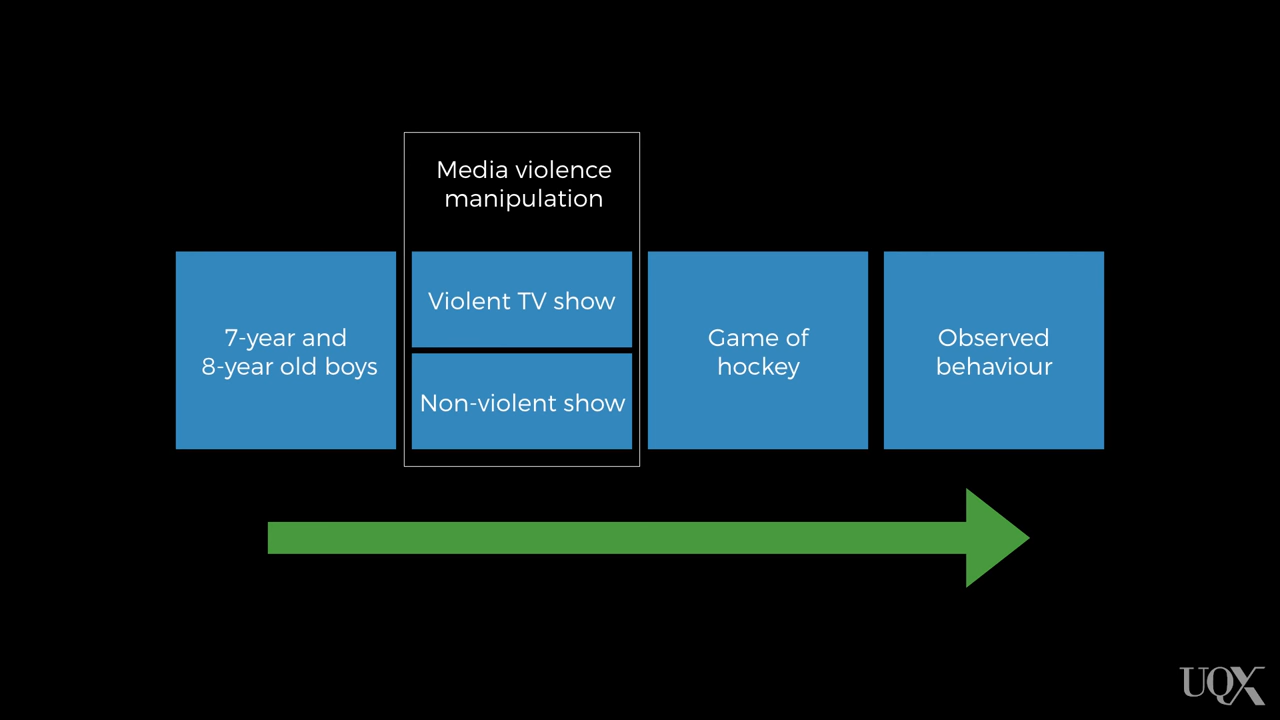 Media violence
manipulation
7-year and
8-year old boys
Violent TV show
Non-violent show
Game of
hockey
Observed
behaviour
UQX